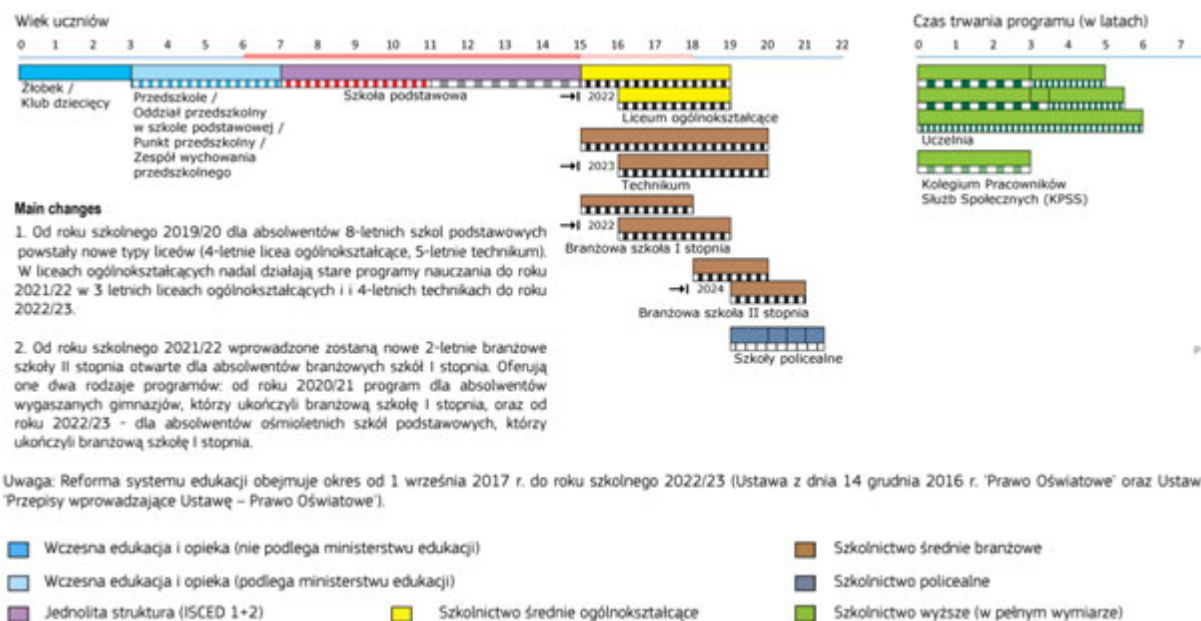 Wiek uczniów
0 1 2 3 4 5 6 7 8 9 10 11 12 13 14 15 16 17 18 19 20 21 22
Żłobek /
Klub dziecięcy
Przedszkole /
Oddział przedszkolny
w szkole podstawowej /
Punkt przedszkolny /
Zespół wychowania
przedszkolnego
Szkoła podstawowa
2022
Liceum ogólnokształcące
2023
Technikum
2022
Branżowa szkoła I stopnia
2024
Branżowa szkoła II stopnia
Szkoły policealne
Czas trwania programu (w latach)
0 1 2 3 4 5 6 7
Uczelnia
Kolegium Pracowników
Służb Społecznych (KPSS)
P
Main changes
1. Od roku szkolnego 2019/20 dla absolwentów 8-letnich szkol podstawowych
powstały nowe typy liceów (4-letnie licea ogólnokształcące, 5-letnie technikum).
W liceach ogólnokształcących nadal działają stare programy nauczania do roku
2021/22 w 3 letnich liceach ogólnokształcących i i 4-letnich technikach do roku
2022/23.
2. Od roku szkolnego 2021/22 wprowadzone zostaną nowe 2-letnie branżowe
szkoły II stopnia otwarte dla absolwentów branżowych szkół I stopnia. Oferują
one dwa rodzaje programów: od roku 2020/21 program dla absolwentów
wygaszanych gimnazjów, którzy ukończyli branżową szkołę I stopnia, oraz od
roku 2022/23 - dla absolwentów ośmioletnich szkół podstawowych, którzy
ukończyli branżową szkołę I stopnia.
Uwaga: Reforma systemu edukacji obejmuje okres od 1 września 2017 r. do roku szkolnego 2022/23 (Ustawa z dnia 14 grudnia 2016 r. 'Prawo Oświatowe' oraz Ustaw
'Przepisy wprowadzające Ustawę – Prawo Oświatowe').
Wczesna edukacja i opieka (nie podlega ministerstwu edukacji)
Szkolnictwo średnie branżowe
Wczesna edukacja i opieka (podlega ministerstwu edukacji)
Szkolnictwo policealne
Jednolita struktura (ISCED 1+2)
Szkolnictwo średnie ogólnokształcące
Szkolnictwo wyższe (w pełnym wymiarze)